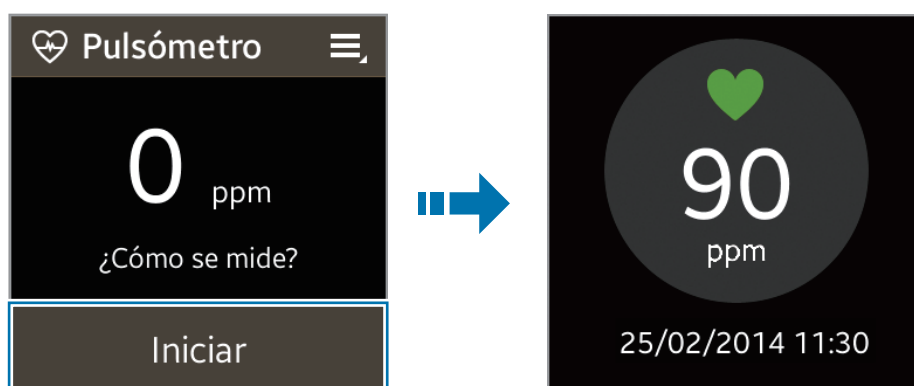 Pulsómetro
0 ppm
¿Cómo se mide?
Iniciar
90
ppm
25/02/2014 11:30